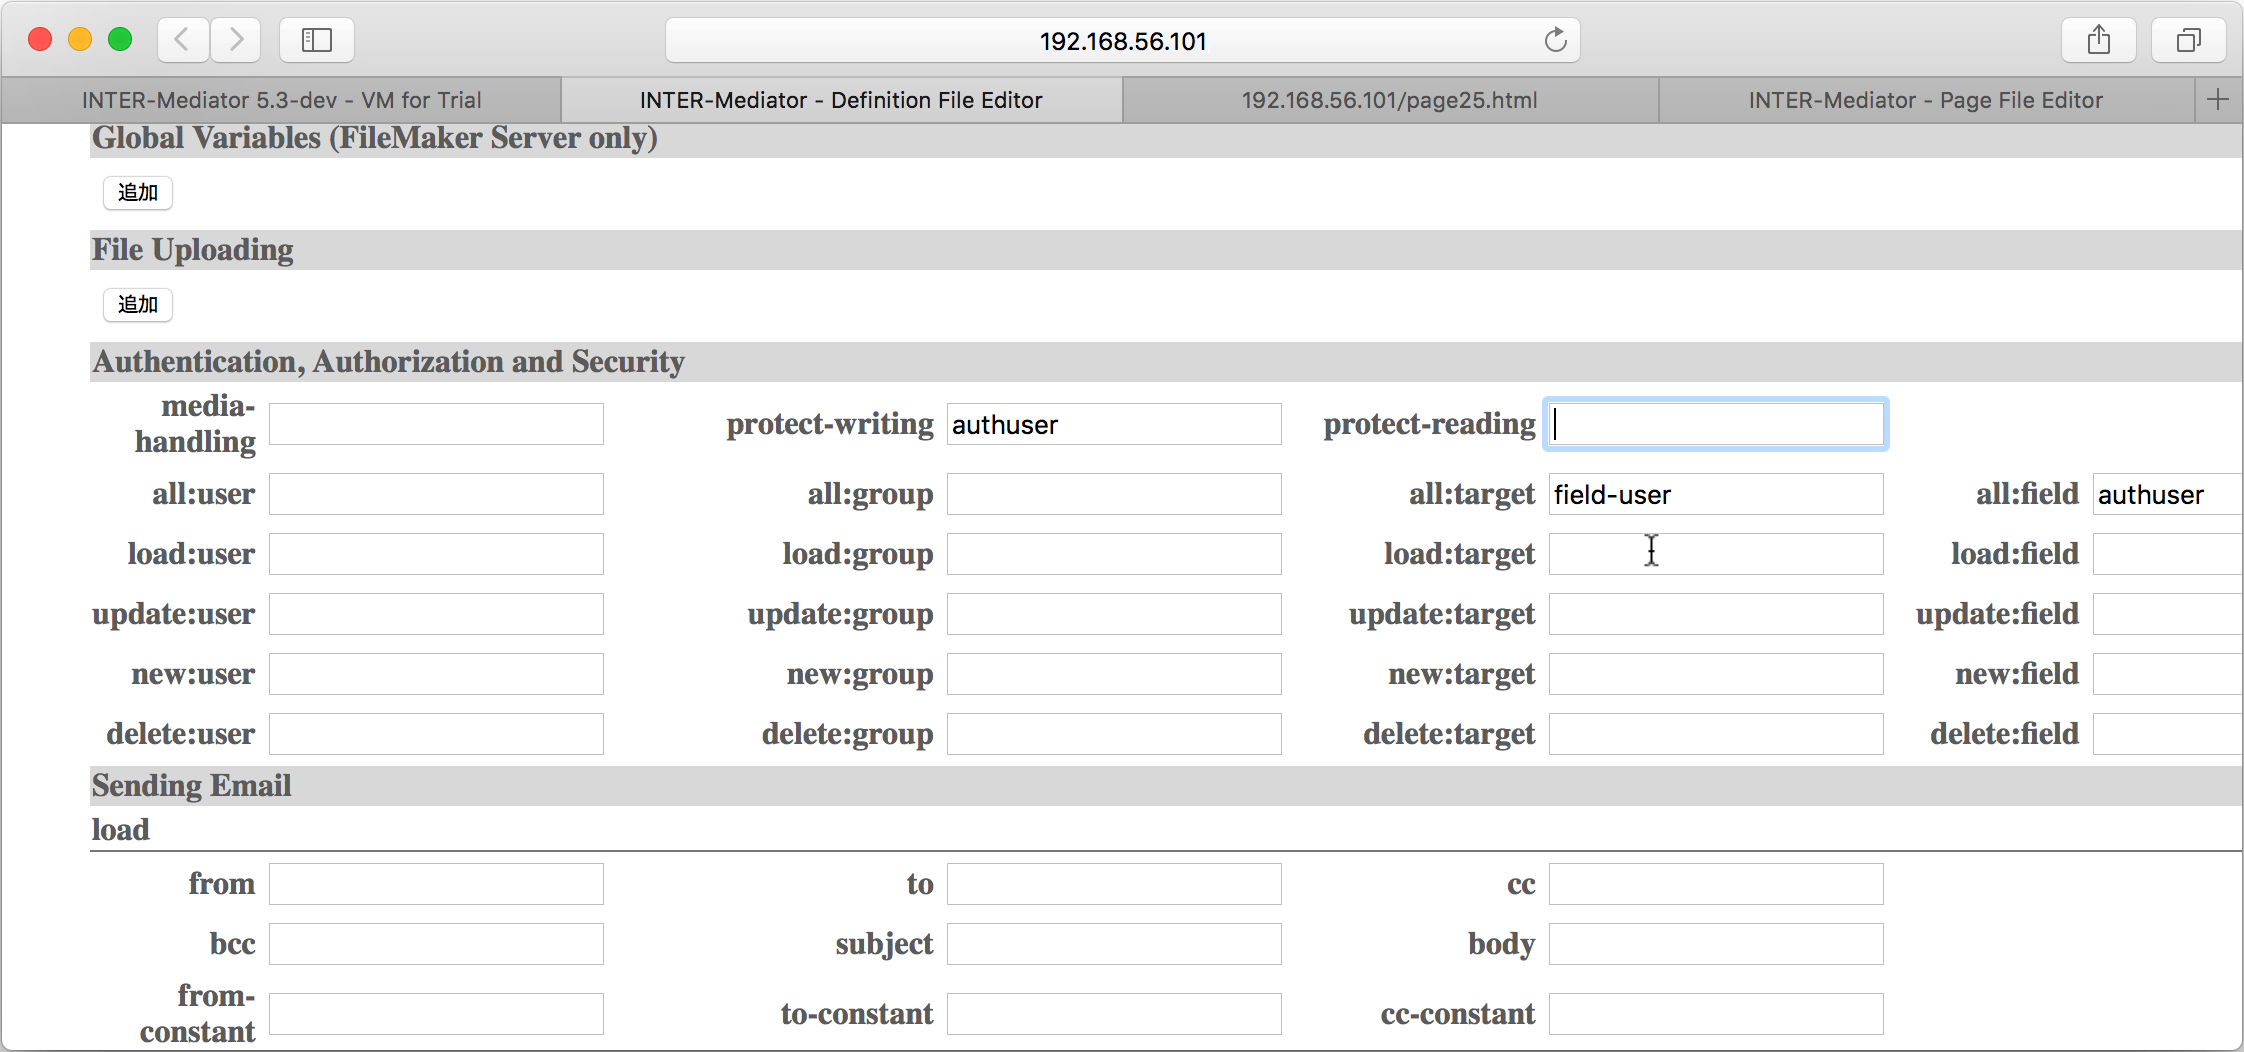 192.168.56.101
INTER-Mediator 5.3-dev - VM for Trial
INTER-Mediator - Definition File Editor
192.168.56.101/page25.html
INTER-Mediator - Page File Editor
Global Variables (FileMaker Server only)
追加
File Uploading
追加
Authentication, Authorization and Security
media-
handling
protect-writing authuser
protect-reading
all:user
all:group
all:target field-user
all:field authuser
load:user
load:group
load:target
load:field
update:user
update:group
update:target
update:field
new:user
new:group
new:target
new:field
delete:user
delete:group
delete:target
delete:field
Sending Email
load
from
to
cc
bcc
subject
body
from-
constant
to-constant
cc-constant